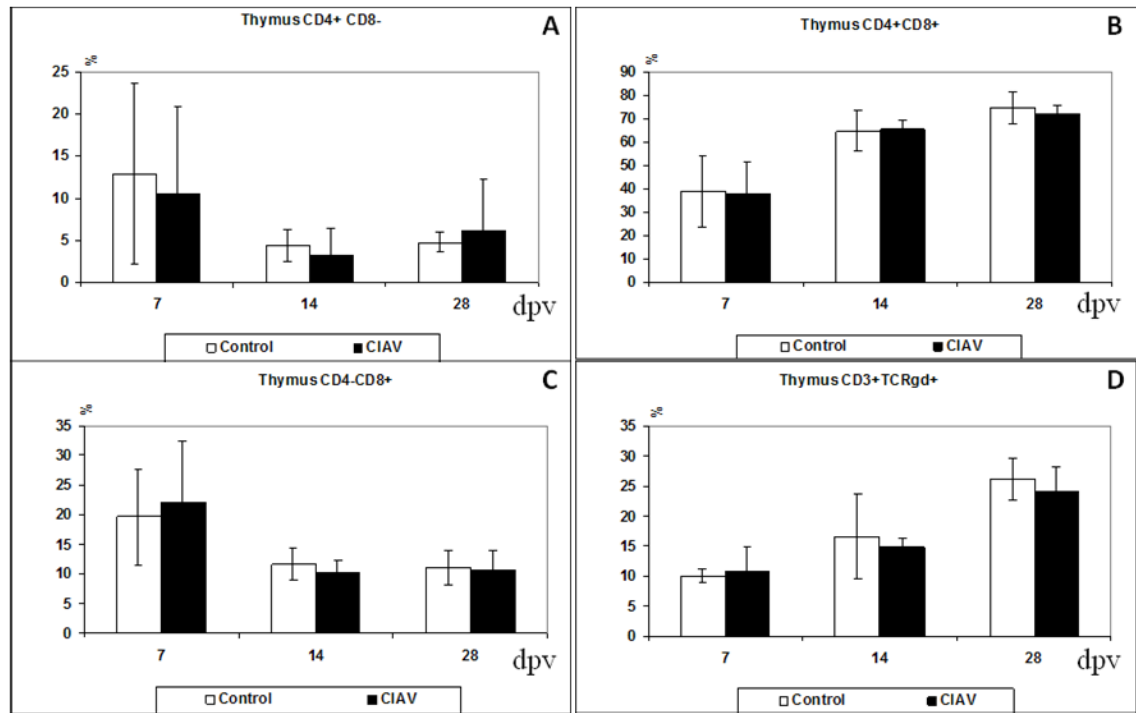 Thymus CD4+ CD8-
A
%
25
20
15
10
5
0
7 14 28 dpv
Control CIAV
Thymus CD4+CD8+
B
%
90
80
70
60
50
40
30
20
10
0
7 14 28 dpv
Control CIAV
Thymus CD4-CD8+
C
%
35
30
25
20
15
10
5
0
7 14 28 dpv
Control CIAV
Thymus CD3+TCRgd+
D
%
35
30
25
20
15
10
5
0
7 14 28 dpv
Control CIAV